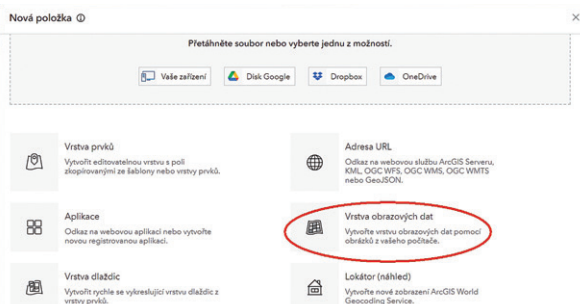 Nová položka
Přetáhněte soubor nebo vyberte jednu z možností.
Vaše zařízení
Disk Google
Dropbox
OneDrive
Vrstva prvků
Vytvořit editovatelnou vrstvu s poli
zkopírovanými ze šablony nebo vrstvy prvků.
Adresa URL
Odkaz na webovou službu ArcGIS Serveru,
KML, OGC WFS, OGC WMS, OGC WMTS
nebo GeoJSON.
Aplikace
Odkaz na webovou aplikaci nebo vytvořte
novou registrovanou aplikaci.
Vrstva obrazových dat
Vytvořte vrstvu obrazových dat pomocí
obrázků z vašeho počítače.
Vrstva dlaždic
Vytvořit rychle se vykreslující vrstvu dlaždic z
vrstvy prvků.
Lokátor (náhled)
Vytvořte nové zobrazení ArcGIS World
Geocoding Service.